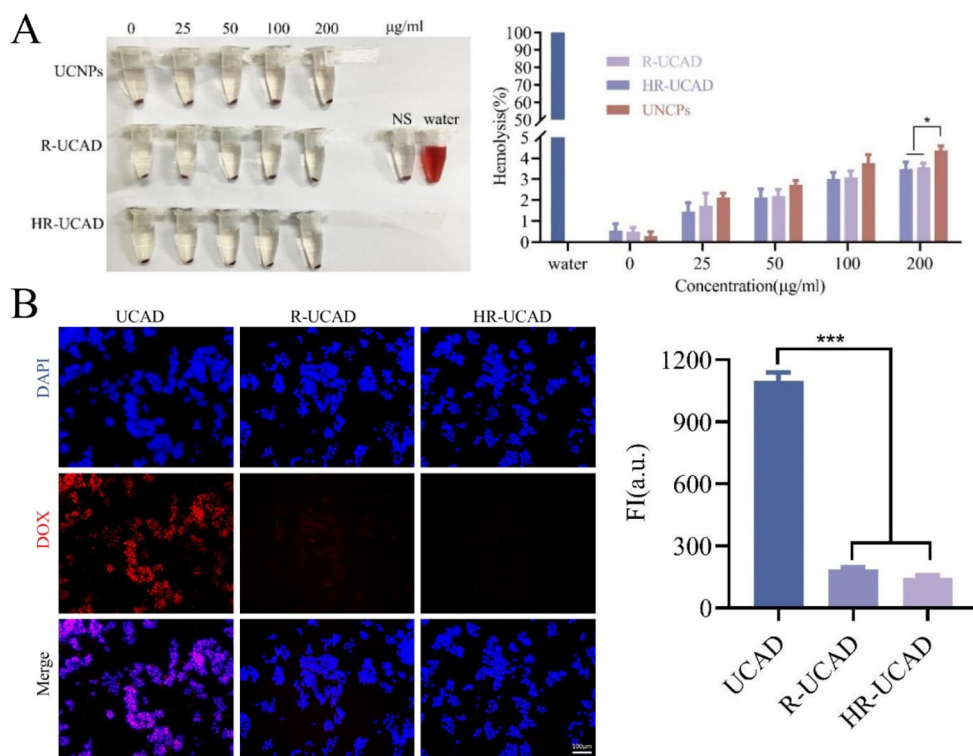 A
0 25 50 100 200 μg/ml
UCNPs
R-UCAD
NS water
HR-UCAD
Hemolysis(%)
100
90
80
70
60
50
5
4
3
2
1
0
R-UCAD
HR-UCAD
UNCPs
*
water 0 25 50 100 200
Concentration(μg/ml)
B
UCAD R-UCAD HR-UCAD
DAPI
DOX
Merge
100μm
FI(a.u.)
1200
900
600
300
0
***
UCAD
R-UCAD
HR-UCAD